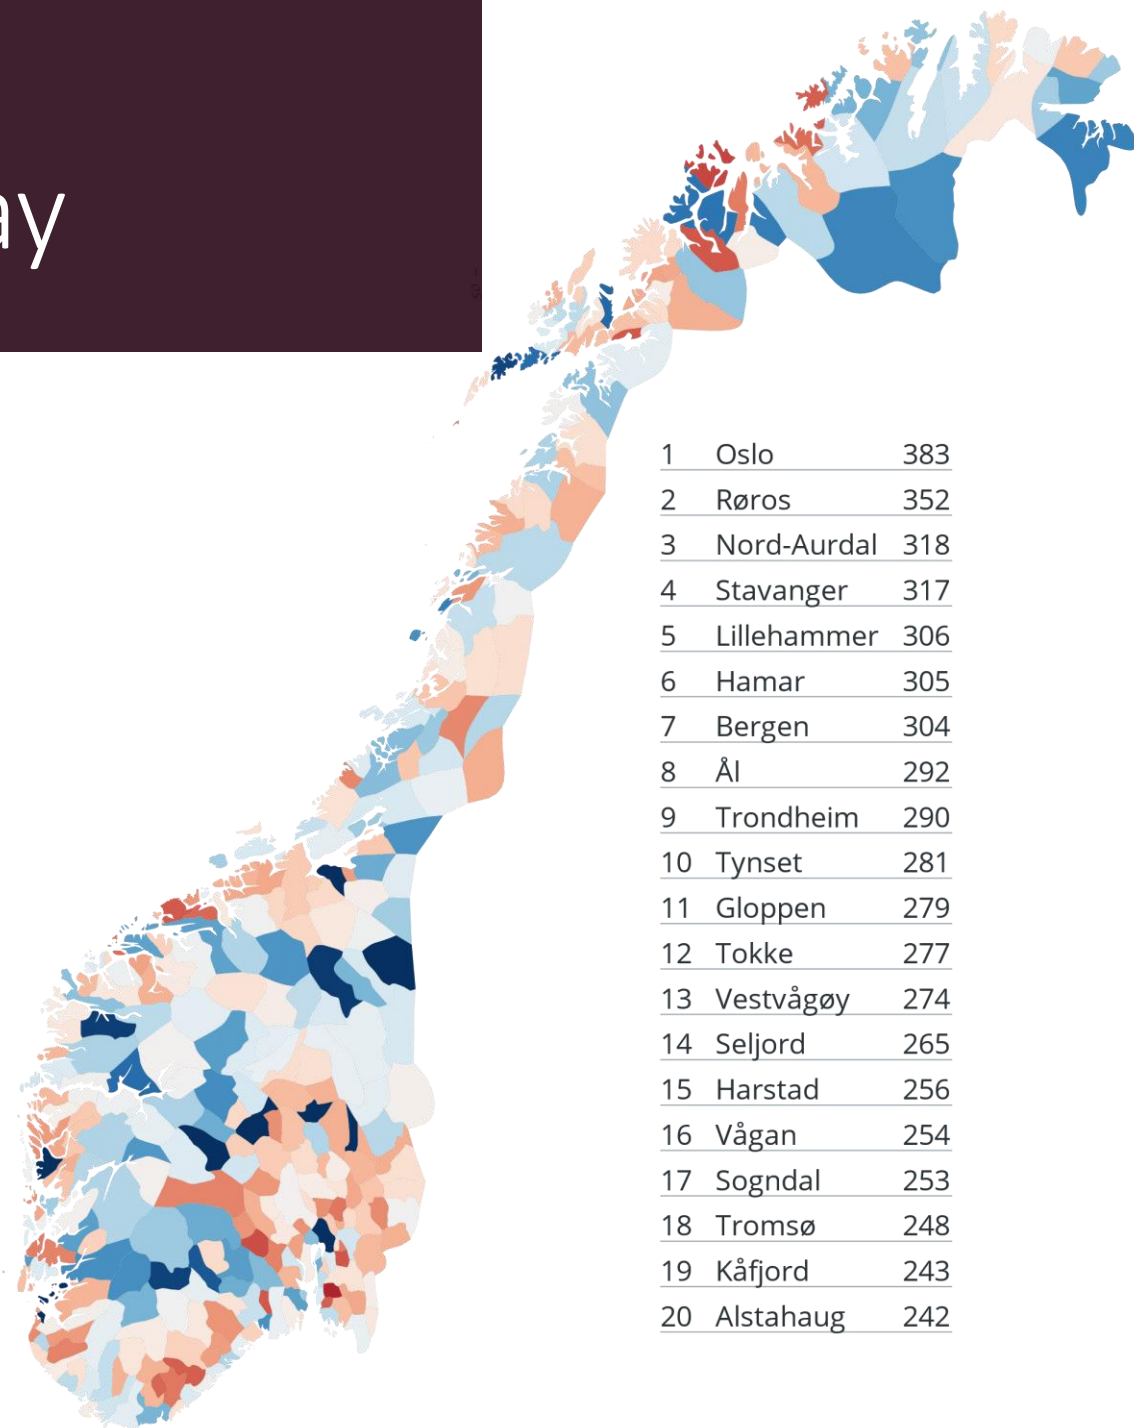 ay
1 Oslo 383
2 Røros 352
3 Nord-Aurdal 318
4 Stavanger 317
5 Lillehammer 306
6 Hamar 305
7 Bergen 304
8 Ål 292
9 Trondheim 290
10 Tynset 281
11 Gloppen 279
12 Tokke 277
13 Vestvågøy 274
14 Seljord 265
15 Harstad 256
16 Vågan 254
17 Sogndal 253
18 Tromsø 248
19 Kåfjord 243
20 Alstahaug 242